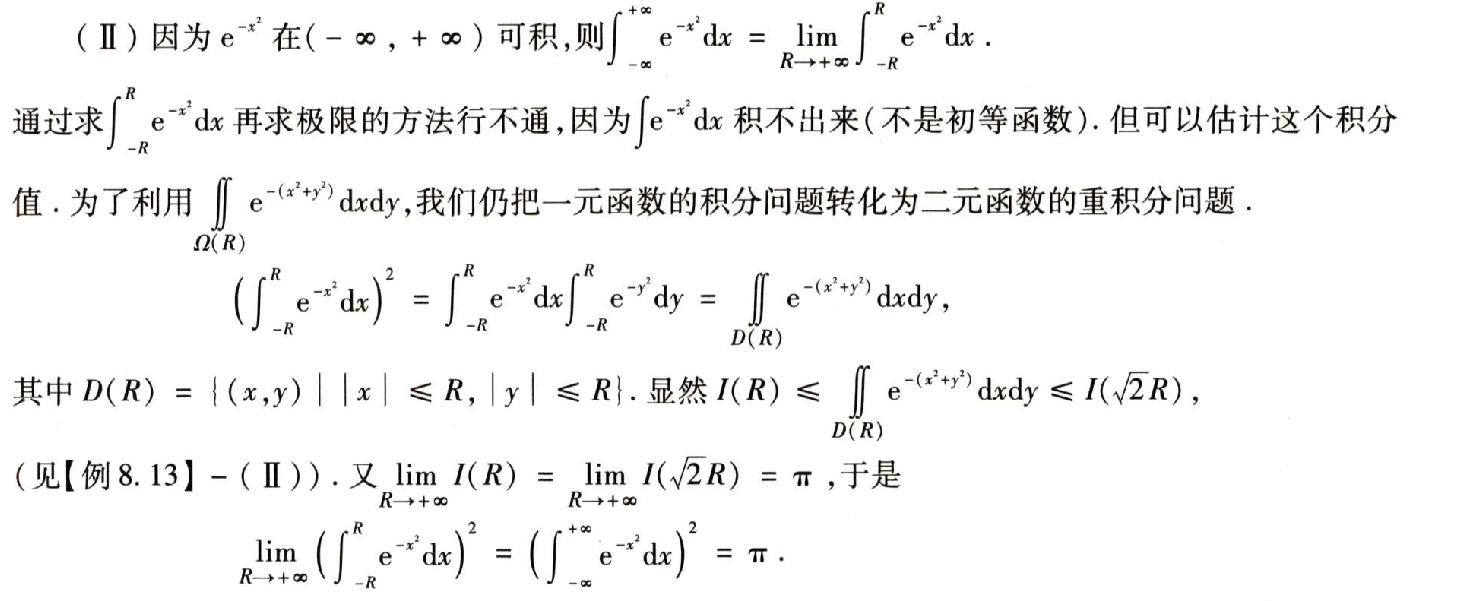 (Ⅱ) 因为 $e^{-x^2}$ 在(-∞, +∞) 可积,则$\int_{-\infty}^{+\infty} e^{-x^2}dx = \lim_{R\to+\infty}\int_{-R}^{R} e^{-x^2}dx$.
通过求$\int_{-R}^{R} e^{-x^2}dx$ 再求极限的方法行不通,因为$\int e^{-x^2}dx$ 积不出来(不是初等函数). 但可以估计这个积分
值. 为了利用 $\iint_{\Omega(R)} e^{-(x^2+y^2)}dxdy$,我们仍把一元函数的积分问题转化为二元函数的重积分问题.
$\left(\int_{-R}^{R} e^{-x^2}dx\right)^2 = \int_{-R}^{R} e^{-x^2}dx\int_{-R}^{R} e^{-y^2}dy = \iint_{D(R)} e^{-(x^2+y^2)}dxdy$,
其中 $D(R) = \{(x,y) | |x| \leqslant R, |y| \leqslant R\}$. 显然 $I(R) \leqslant \iint_{D(R)} e^{-(x^2+y^2)}dxdy \leqslant I(\sqrt{2}R)$,
(见【例 8.13】-(Ⅱ)). 又 $\lim_{R\to+\infty} I(R) = \lim_{R\to+\infty} I(\sqrt{2}R) = \pi$ ,于是
$\lim_{R\to+\infty}\left(\int_{-R}^{R} e^{-x^2}dx\right)^2 = \left(\int_{-\infty}^{+\infty} e^{-x^2}dx\right)^2 = \pi$.